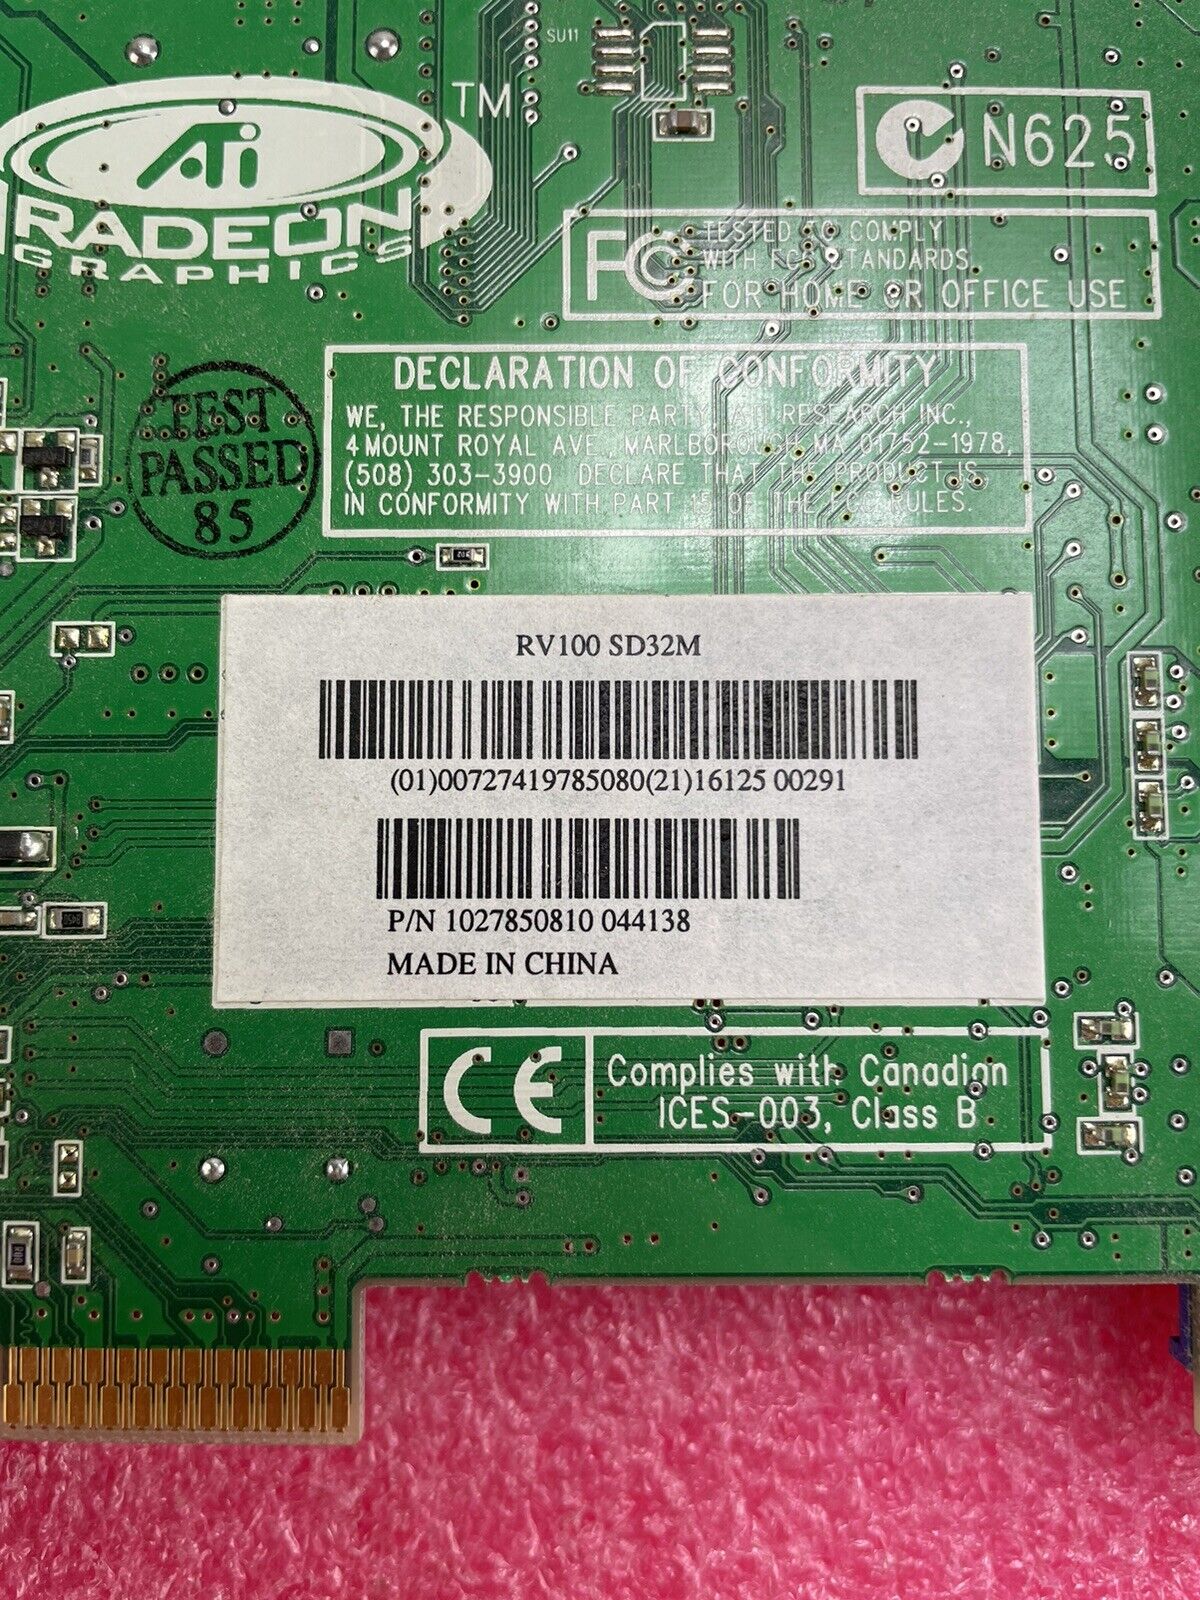 SU11
ATi
TM
RADEON
GRAPHICS
N625
FC
TESTED TO COMPLY
WITH FCC STANDARDS
FOR HOME OR OFFICE USE
DECLARATION OF CONFORMITY
WE, THE RESPONSIBLE PARTY, ATI RESEARCH INC.,
4 MOUNT ROYAL AVE., MARLBOROUGH MA 01752-1978,
(508) 303-3900 DECLARE THAT THE PRODUCT IS
IN CONFORMITY WITH PART 15 OF THE FCC RULES.
TEST
PASSED
85
RV100 SD32M
(01)00727419785080(21)16125 00291
P/N 1027850810 044138
MADE IN CHINA
CE
Complies with Canadian
ICES-003, Class B
R00